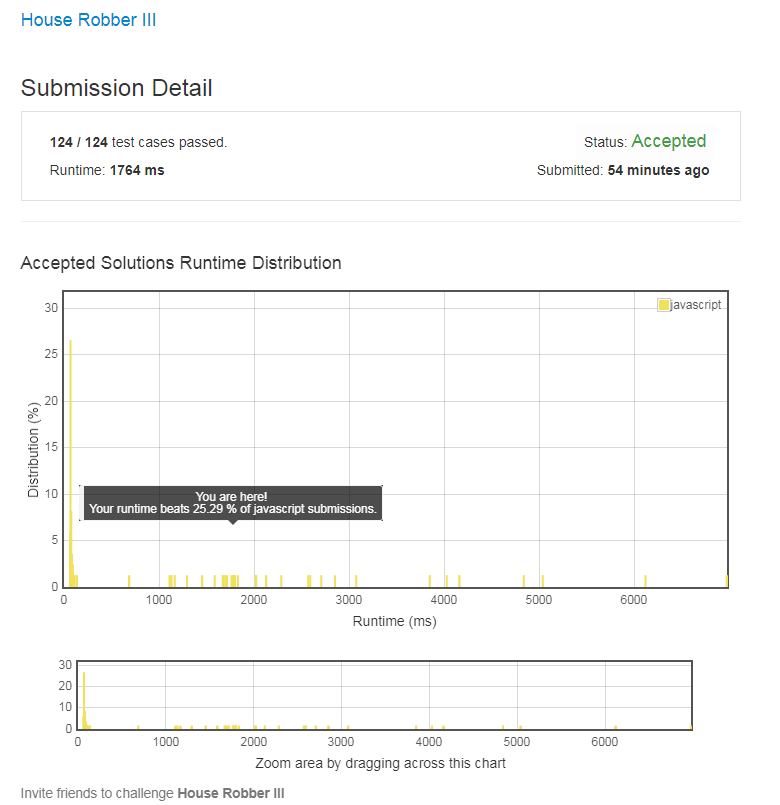 House Robber III
Submission Detail
124 / 124 test cases passed.
Status: Accepted
Runtime: 1764 ms
Submitted: 54 minutes ago
Accepted Solutions Runtime Distribution
javascript
Distribution (%)
30
25
20
15
10
5
0
You are here!
Your runtime beats 25.29 % of javascript submissions.
0 1000 2000 3000 4000 5000 6000
Runtime (ms)
30
20
10
0
0 1000 2000 3000 4000 5000 6000
Zoom area by dragging across this chart
Invite friends to challenge House Robber III